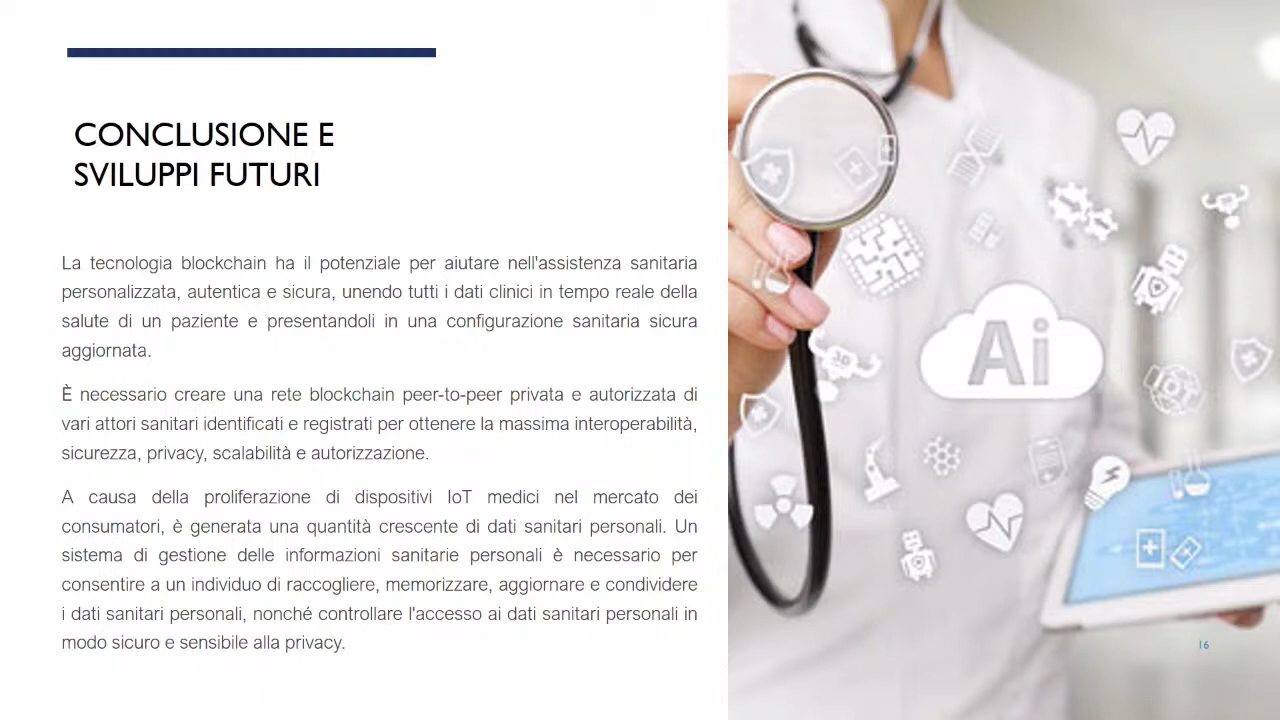 CONCLUSIONE E
SVILUPPI FUTURI
La tecnologia blockchain ha il potenziale per aiutare nell'assistenza sanitaria
personalizzata, autentica e sicura, unendo tutti i dati clinici in tempo reale della
salute di un paziente e presentandoli in una configurazione sanitaria sicura
aggiornata.
È necessario creare una rete blockchain peer-to-peer privata e autorizzata di
vari attori sanitari identificati e registrati per ottenere la massima interoperabilità,
sicurezza, privacy, scalabilità e autorizzazione.
A causa della proliferazione di dispositivi IoT medici nel mercato dei
consumatori, è generata una quantità crescente di dati sanitari personali. Un
sistema di gestione delle informazioni sanitarie personali è necessario per
consentire a un individuo di raccogliere, memorizzare, aggiornare e condividere
i dati sanitari personali, nonché controllare l'accesso ai dati sanitari personali in
modo sicuro e sensibile alla privacy.
Ai
3D
IoT
16